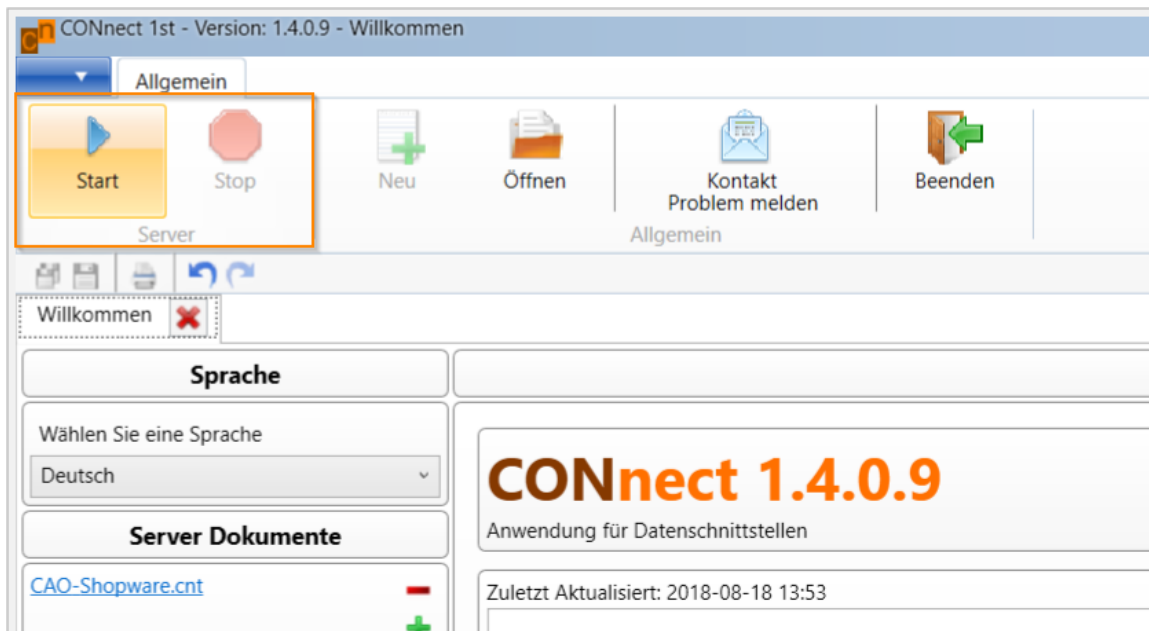 CONnect 1st - Version: 1.4.0.9 - Willkommen
Allgemein
Start
Stop
Neu
Öffnen
Kontakt
Problem melden
Beenden
Server
Allgemein
Willkommen
Sprache
Wählen Sie eine Sprache
Deutsch
CONnect 1.4.0.9
Anwendung für Datenschnittstellen
Server Dokumente
CAO-Shopware.cnt
Zuletzt Aktualisiert: 2018-08-18 13:53